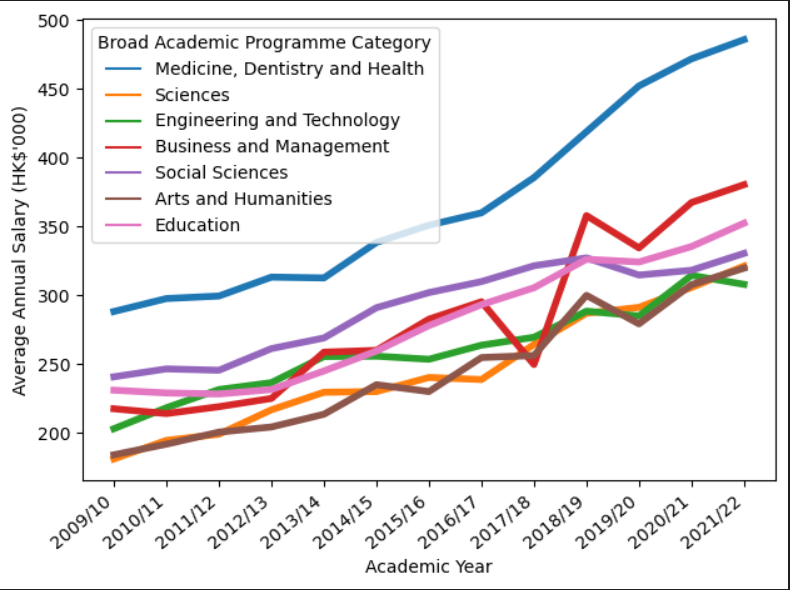 500
450
400
350
300
250
200
Average Annual Salary (HK$'000)
Broad Academic Programme Category
Medicine, Dentistry and Health
Sciences
Engineering and Technology
Business and Management
Social Sciences
Arts and Humanities
Education
2009/10
2010/11
2011/12
2012/13
2013/14
2014/15
2015/16
2016/17
2017/18
2018/19
2019/20
2020/21
2021/22
Academic Year